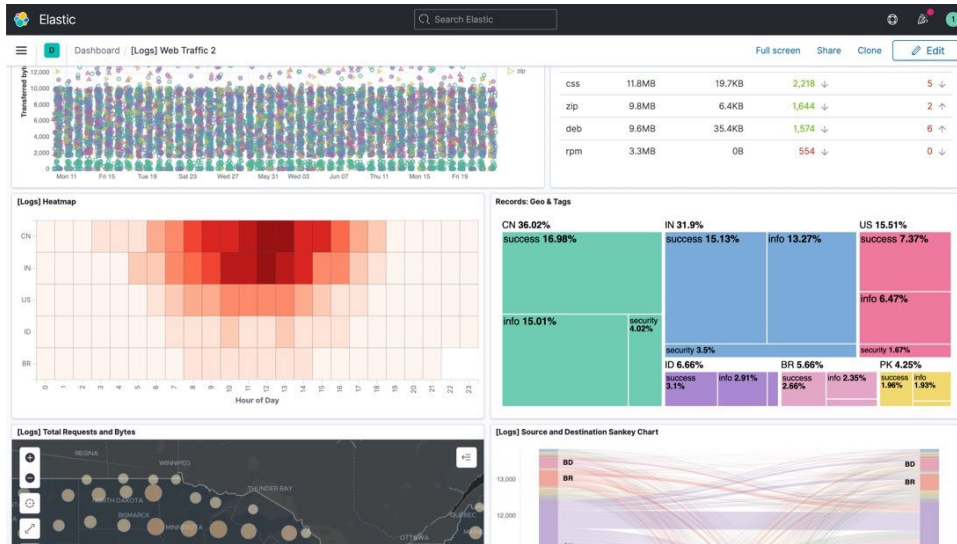 Elastic
Search Elastic
1
D
Dashboard / [Logs] Web Traffic 2
Full screen
Share
Clone
Edit
Transferred byt
12,000
10,000
8,000
6,000
4,000
2,000
0
Mon 11 Fri 15 Tue 19 Sat 23 Wed 27 May 31 Wed 03 Jun 07 Thu 11 Mon 15 Fri 19
zip
css 11.8MB 19.7KB 2,218 ↓ 5 ↓
zip 9.8MB 6.4KB 1,644 ↓ 2 ↑
deb 9.6MB 35.4KB 1,574 ↓ 6 ↑
rpm 3.3MB 0B 554 ↓ 0 ↓
[Logs] Heatmap
CN
IN
US
ID
BR
0 1 2 3 4 5 6 7 8 9 10 11 12 13 14 15 16 17 18 19 20 21 22 23
Hour of Day
Records: Geo & Tags
CN 36.02%
success 16.98%
info 15.01%
security
4.02%
IN 31.9%
success 15.13%
info 13.27%
security 3.5%
US 15.51%
success 7.37%
info 6.47%
security 1.67%
ID 6.66%
success
3.1%
info 2.91%
BR 5.66%
success
2.66%
info 2.35%
PK 4.25%
success
1.96%
info
1.93%
[Logs] Total Requests and Bytes
REGINA
WINNIPEG
THUNDER BAY
NORTH DAKOTA
BISMARCK
MINNESOTA
OTTAWA
QUEBEC
[Logs] Source and Destination Sankey Chart
13,000
12,000
BD
BR
BD
BR